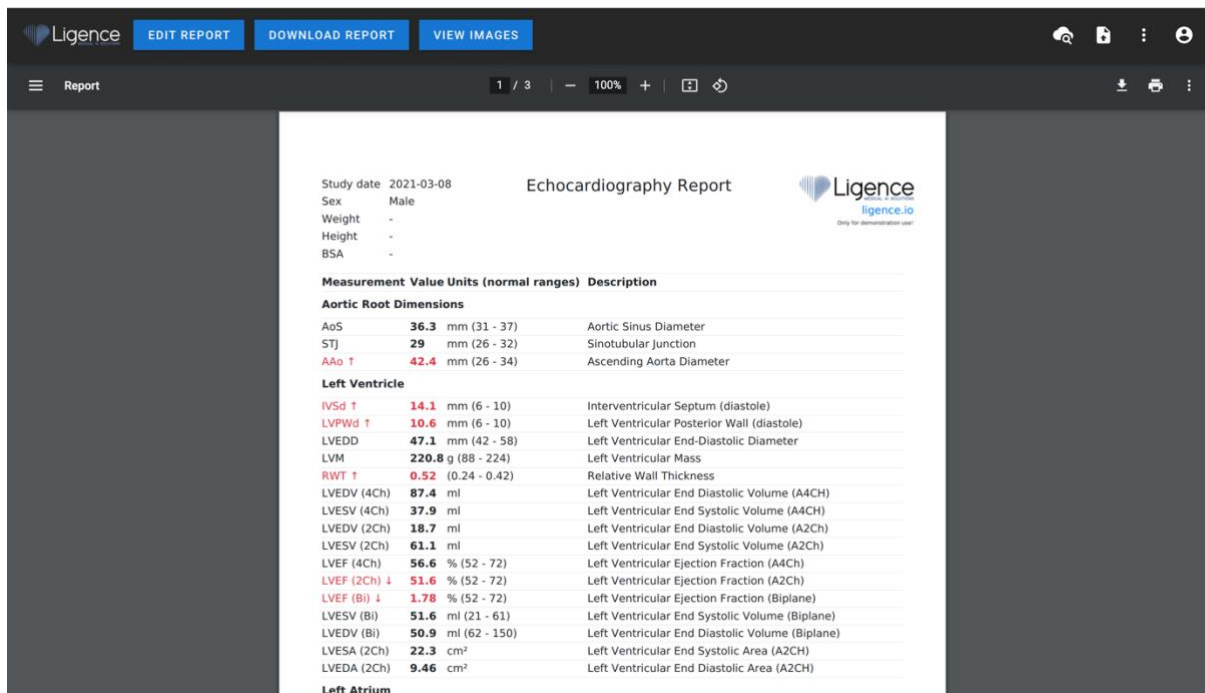 Ligence
MEDICAL AI SOLUTIONS
EDIT REPORT
DOWNLOAD REPORT
VIEW IMAGES
Report
1 / 3
100%
Study date 2021-03-08
Sex Male
Weight -
Height -
BSA -
Echocardiography Report
Ligence
MEDICAL AI SOLUTIONS
ligence.io
Only for demonstration use!
Measurement Value Units (normal ranges) Description
Aortic Root Dimensions
AoS 36.3 mm (31 - 37) Aortic Sinus Diameter
STJ 29 mm (26 - 32) Sinotubular Junction
AAo ↑ 42.4 mm (26 - 34) Ascending Aorta Diameter
Left Ventricle
IVSd ↑ 14.1 mm (6 - 10) Interventricular Septum (diastole)
LVPWd ↑ 10.6 mm (6 - 10) Left Ventricular Posterior Wall (diastole)
LVEDD 47.1 mm (42 - 58) Left Ventricular End-Diastolic Diameter
LVM 220.8 g (88 - 224) Left Ventricular Mass
RWT ↑ 0.52 (0.24 - 0.42) Relative Wall Thickness
LVEDV (4Ch) 87.4 ml Left Ventricular End Diastolic Volume (A4CH)
LVESV (4Ch) 37.9 ml Left Ventricular End Systolic Volume (A4CH)
LVEDV (2Ch) 18.7 ml Left Ventricular End Diastolic Volume (A2Ch)
LVESV (2Ch) 61.1 ml Left Ventricular End Systolic Volume (A2Ch)
LVEF (4Ch) 56.6 % (52 - 72) Left Ventricular Ejection Fraction (A4Ch)
LVEF (2Ch) ↓ 51.6 % (52 - 72) Left Ventricular Ejection Fraction (A2Ch)
LVEF (Bi) ↓ 1.78 % (52 - 72) Left Ventricular Ejection Fraction (Biplane)
LVESV (Bi) 51.6 ml (21 - 61) Left Ventricular End Systolic Volume (Biplane)
LVEDV (Bi) 50.9 ml (62 - 150) Left Ventricular End Diastolic Volume (Biplane)
LVESA (2Ch) 22.3 cm² Left Ventricular End Systolic Area (A2CH)
LVEDA (2Ch) 9.46 cm² Left Ventricular End Diastolic Area (A2CH)
Left Atrium